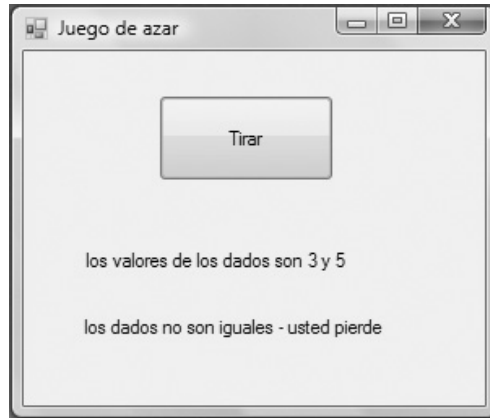 Juego de azar
Tirar
los valores de los dados son 3 y 5
los dados no son iguales - usted pierde